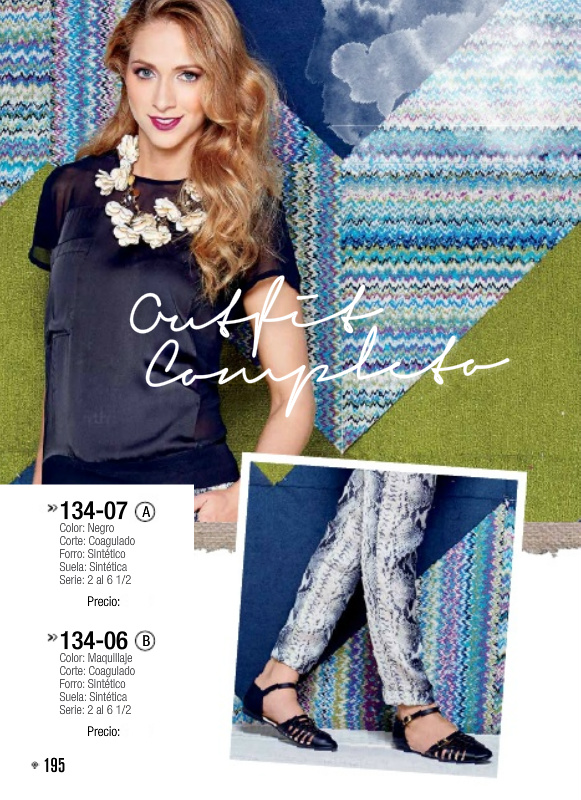 Outfit
Completo
134-07 A
Color: Negro
Corte: Coagulado
Forro: Sintético
Suela: Sintética
Serie: 2 al 6 1/2
Precio:
134-06 B
Color: Maquillaje
Corte: Coagulado
Forro: Sintético
Suela: Sintética
Serie: 2 al 6 1/2
Precio:
195